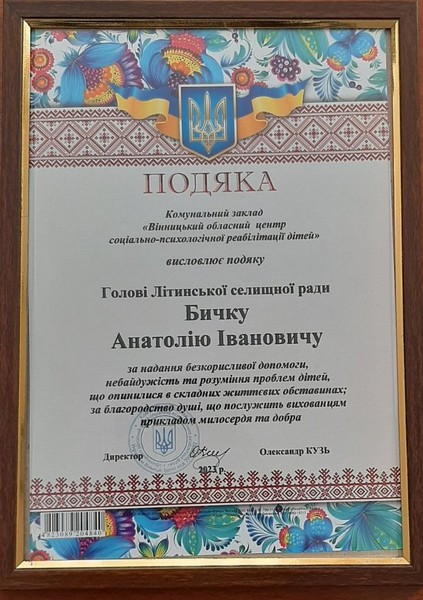 ПОДЯКА
Комунальний заклад
«Вінницький обласний центр
соціально-психологічної реабілітації дітей»
висловлює подяку
Голові Літинської селищної ради
Бичку
Анатолію Івановичу
за надання безкорисливої допомоги,
небайдужість та розуміння проблем дітей,
що опинилися в складних життєвих обставинах;
за благородство душі, що послужить вихованцям
прикладом милосердя та добра
Директор Олександр КУЗЬ
2023 р.
4823089204840